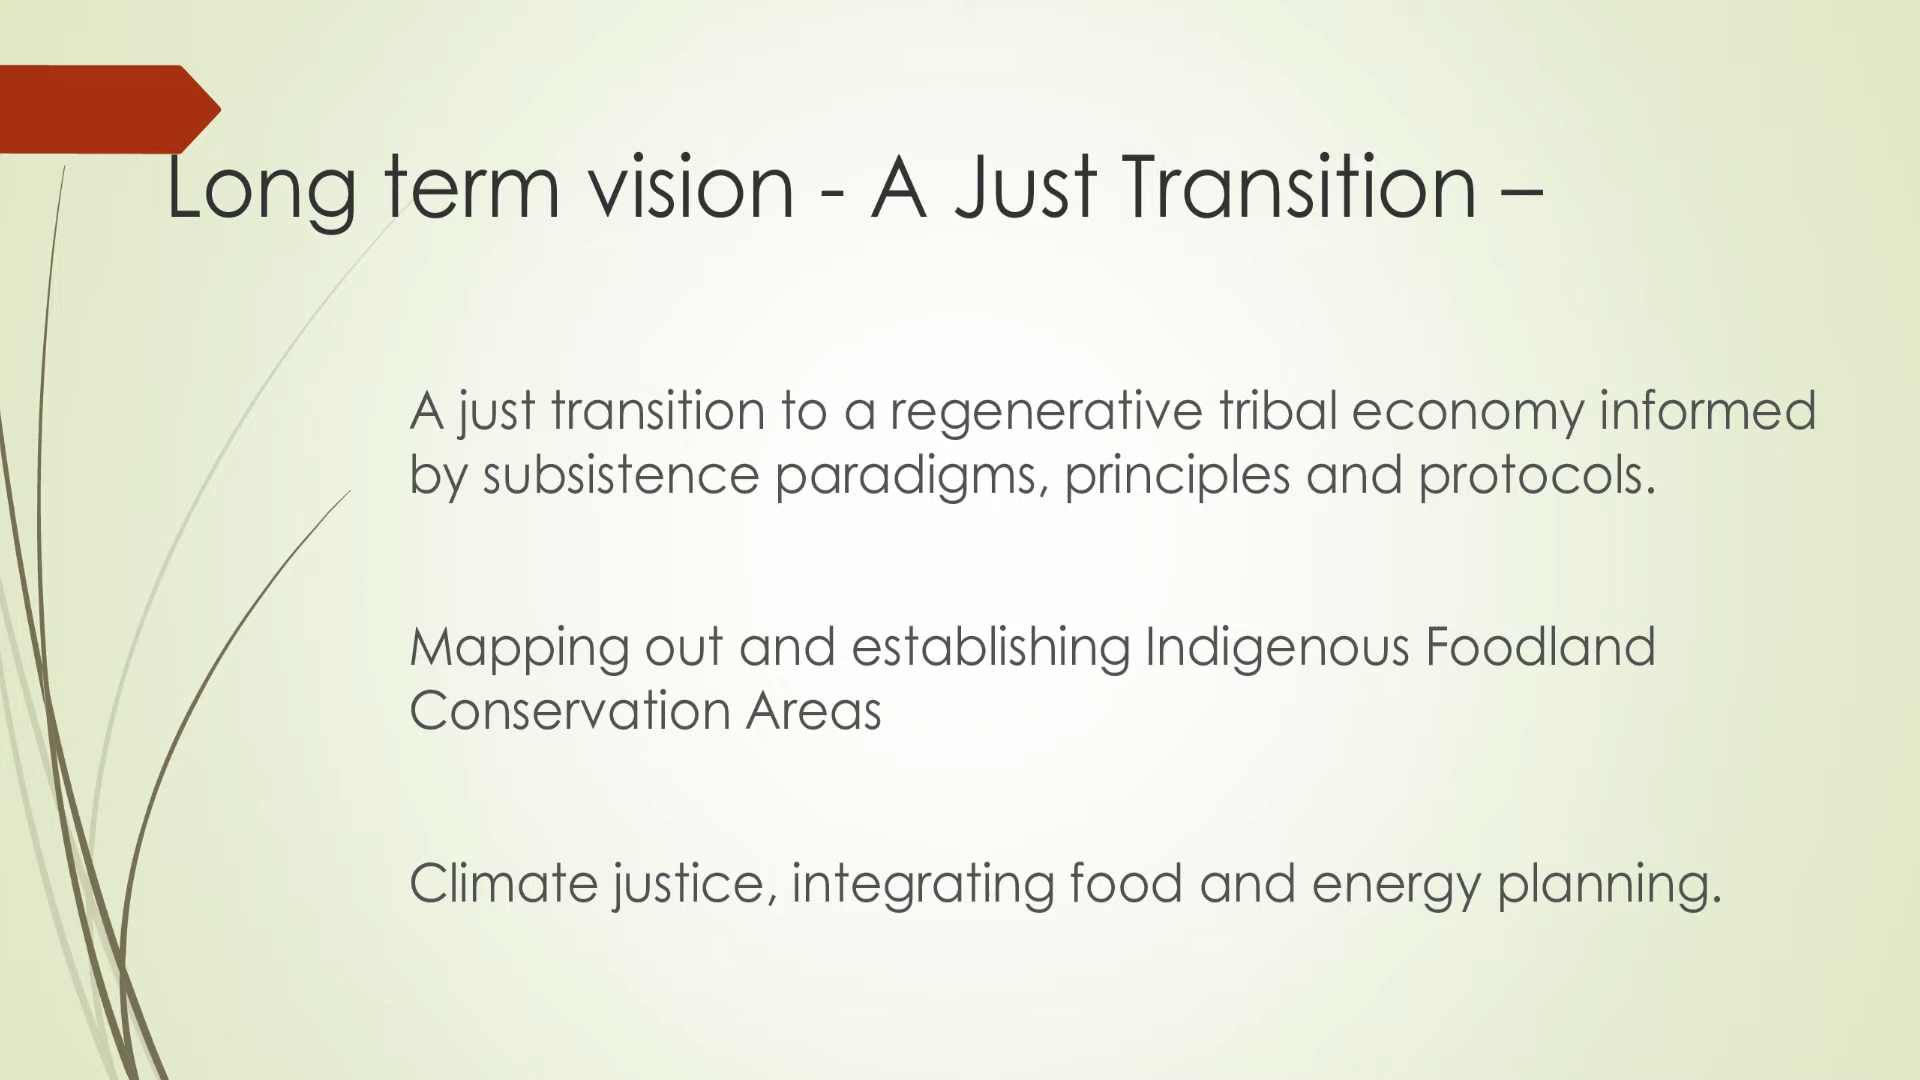 Long term vision - A Just Transition –
A just transition to a regenerative tribal economy informed
by subsistence paradigms, principles and protocols.
Mapping out and establishing Indigenous Foodland
Conservation Areas
Climate justice, integrating food and energy planning.